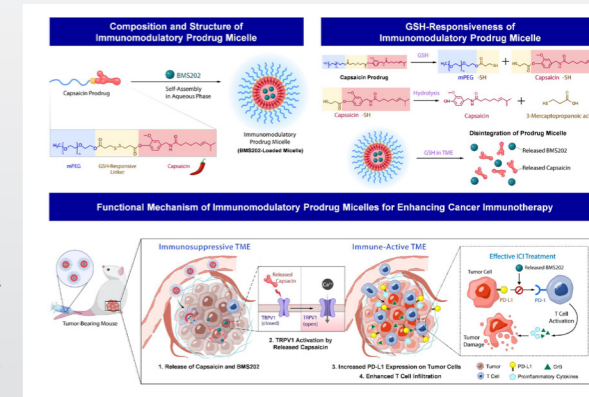 Composition and Structure of
Immunomodulatory Prodrug Micelle
Capsaicin Prodrug
BMS202
Self-Assembly
in Aqueous Phase
Immunomodulatory
Prodrug Micelle
(BMS202-Loaded Micelle)
mPEG
GSH-Responsive
Linker
Capsaicin
GSH-Responsiveness of
Immunomodulatory Prodrug Micelle
Capsaicin Prodrug
GSH
mPEG -SH
Capsaicin -SH
Capsaicin -SH
Hydrolysis
Capsaicin
3-Mercaptopropanoic acid
Disintegration of Prodrug Micelle
GSH in TME
Released BMS202
Released Capsaicin
Functional Mechanism of Immunomodulatory Prodrug Micelles for Enhancing Cancer Immunotherapy
Tumor-Bearing Mouse
Immunosuppressive TME
1. Release of Capsaicin and BMS202
Released
Capsaicin
Ca²⁺
TRPV1
(closed)
TRPV1
(open)
2. TRPV1 Activation by
Released Capsaicin
Immune-Active TME
3. Increased PD-L1 Expression on Tumor Cells
4. Enhanced T Cell Infiltration
Effective ICI Treatment
Tumor Cell
Released BMS202
PD-L1
PD-1
T Cell
Activation
Tumor
Damage
Tumor
PD-L1
T Cell
Proinflammatory Cytokines